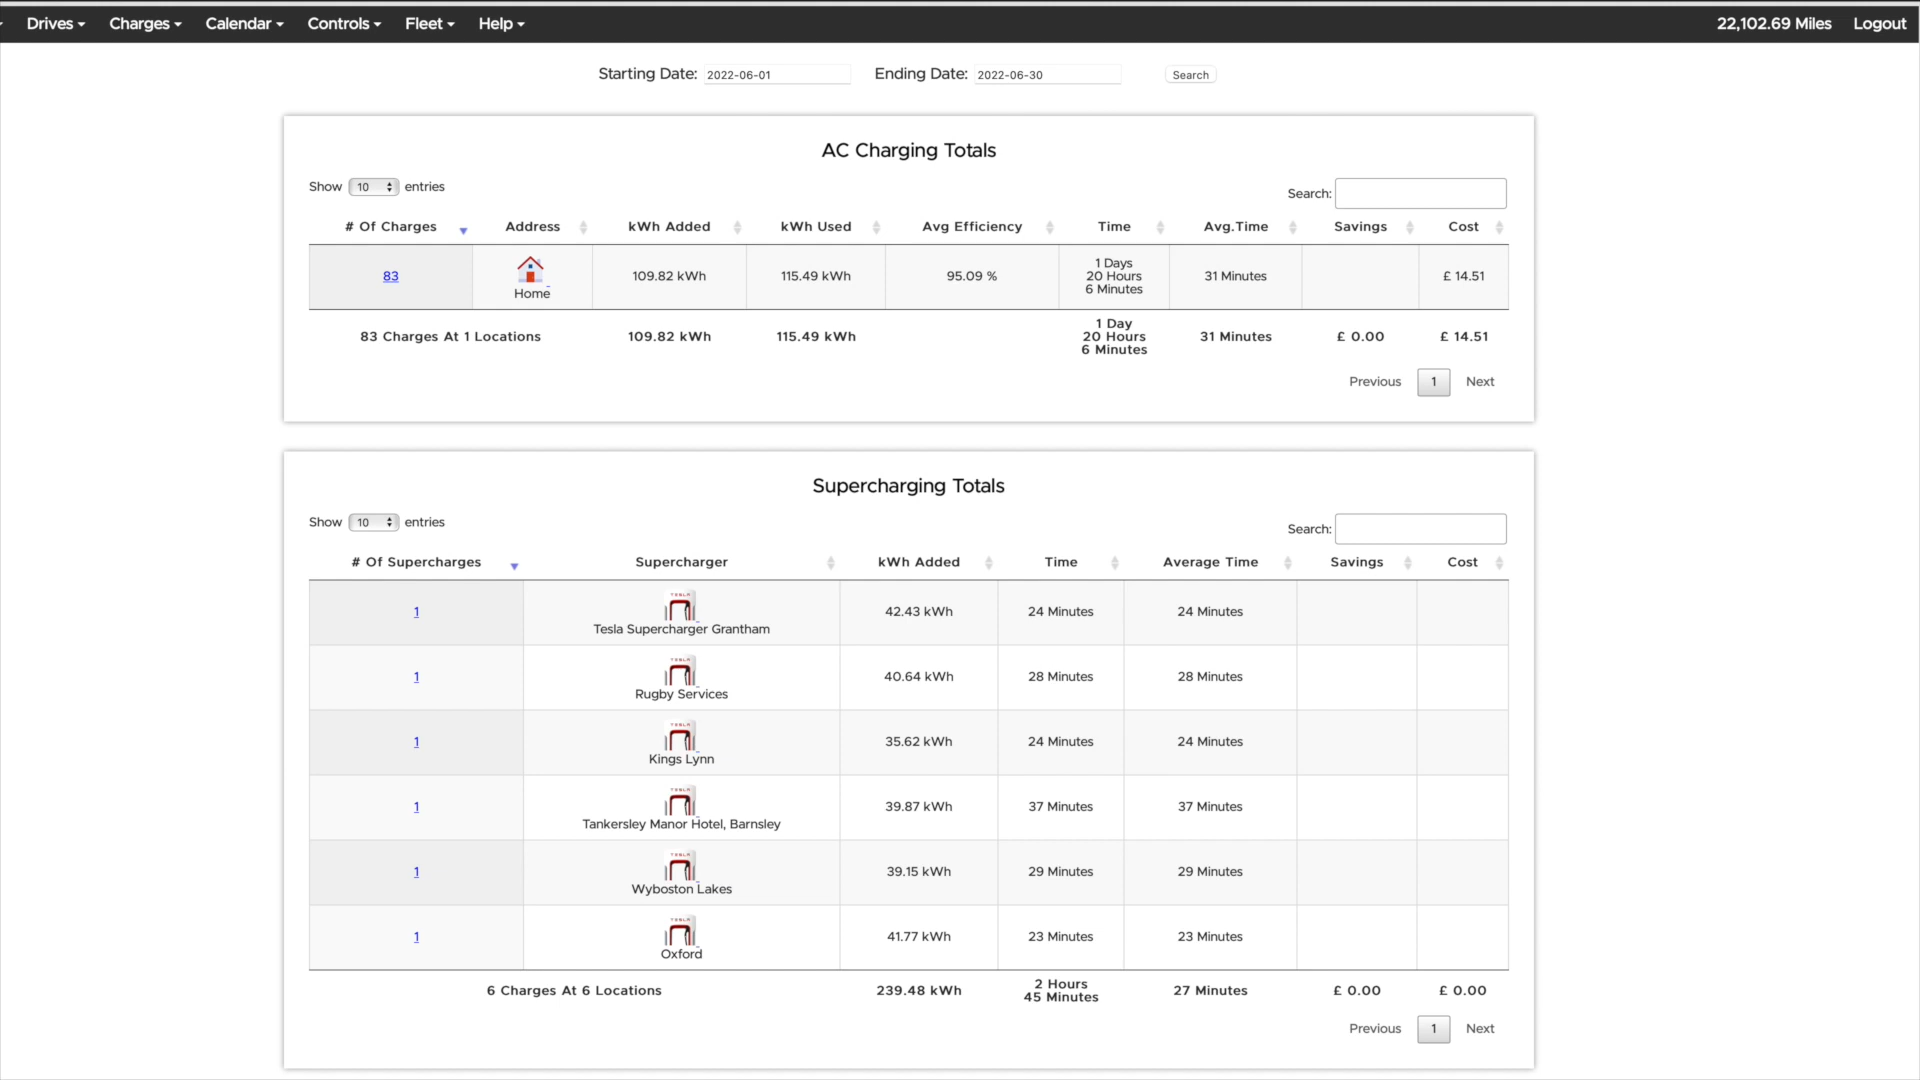 Drives Charges Calendar Controls Fleet Help 22,102.69 Miles Logout
Starting Date: 2022-06-01 Ending Date: 2022-06-30 Search
AC Charging Totals
Show 10 entries
Search:
# Of Charges Address kWh Added kWh Used Avg Efficiency Time Avg.Time Savings Cost
83 Home 109.82 kWh 115.49 kWh 95.09 % 1 Days 20 Hours 6 Minutes 31 Minutes £ 14.51
83 Charges At 1 Locations 109.82 kWh 115.49 kWh 1 Day 20 Hours 6 Minutes 31 Minutes £ 0.00 £ 14.51
Previous 1 Next
Supercharging Totals
Show 10 entries
Search:
# Of Supercharges Supercharger kWh Added Time Average Time Savings Cost
1 TESLA Tesla Supercharger Grantham 42.43 kWh 24 Minutes 24 Minutes
1 TESLA Rugby Services 40.64 kWh 28 Minutes 28 Minutes
1 TESLA Kings Lynn 35.62 kWh 24 Minutes 24 Minutes
1 TESLA Tankersley Manor Hotel, Barnsley 39.87 kWh 37 Minutes 37 Minutes
1 TESLA Wyboston Lakes 39.15 kWh 29 Minutes 29 Minutes
1 TESLA Oxford 41.77 kWh 23 Minutes 23 Minutes
6 Charges At 6 Locations 239.48 kWh 2 Hours 45 Minutes 27 Minutes £ 0.00 £ 0.00
Previous 1 Next